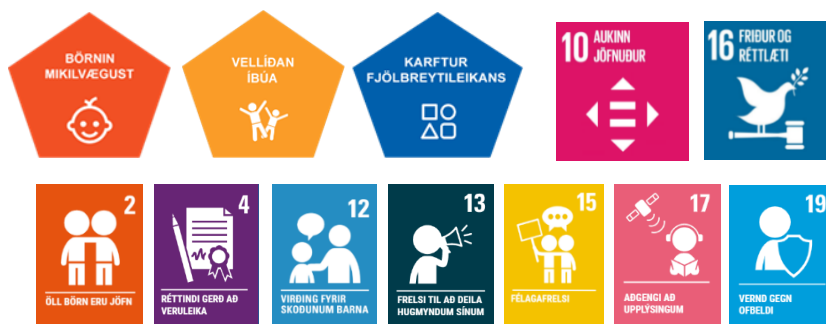 BÖRNIN
MIKILVÆGUST
VELLÍÐAN
ÍBÚA
KARFTUR
FJÖLBREYTILEIKANS
10 AUKINN
JÖFNUÐUR
16 FRIÐUR OG
RÉTTLÆTI
2
ÖLL BÖRN ERU JÖFN
4
RÉTTINDI GERÐ AÐ
VERULEIKA
12
VIRÐING FYRIR
SKOÐUNUM BARNA
13
FRELSI TIL AÐ DEILA
HUGMYNDUM SÍNUM
15
FÉLAGAFRELSI
17
AÐGENGI AÐ
UPPLÝSINGUM
19
VERND GEGN
OFBELDI